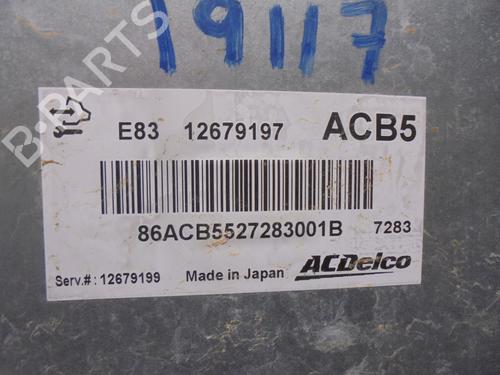 19117
B-PARTS
E83 12679197 ACB5
86ACB5527283001B 7283
Serv.#: 12679199 Made in Japan ACDelco